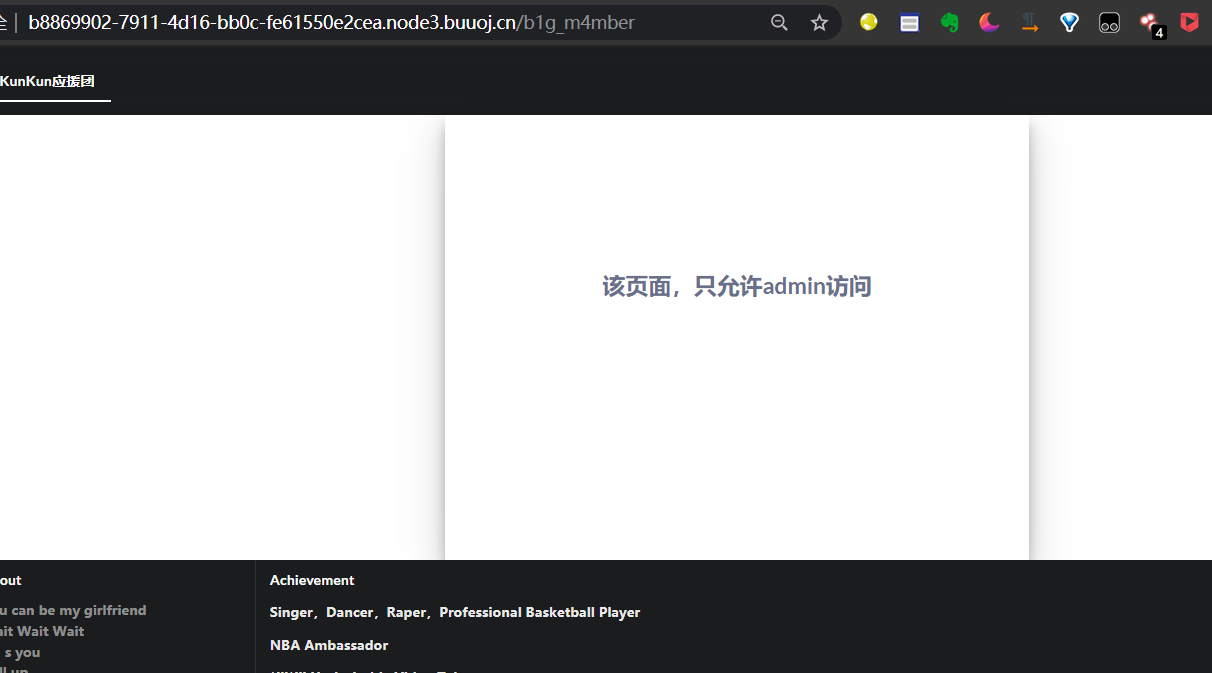 全 | b8869902-7911-4d16-bb0c-fe61550e2cea.node3.buuoj.cn/b1g_m4mber
4
KunKun应援团
该页面，只允许admin访问
out
u can be my girlfriend
ait Wait Wait
s you
Achievement
Singer，Dancer，Raper，Professional Basketball Player
NBA Ambassador